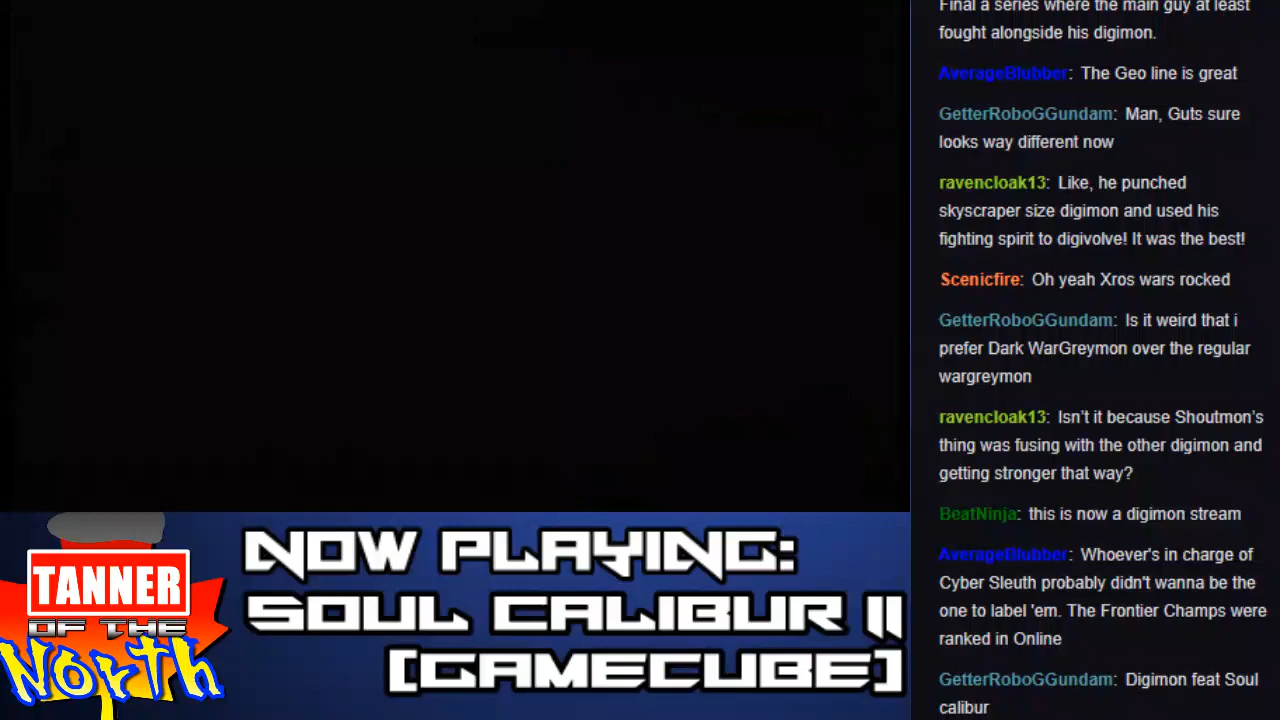 Final a series where the main guy at least
fought alongside his digimon.
AverageBlubber: The Geo line is great
GetterRoboGGundam: Man, Guts sure
looks way different now
ravencloak13: Like, he punched
skyscraper size digimon and used his
fighting spirit to digivolve! It was the best!
Scenicfire: Oh yeah Xros wars rocked
GetterRoboGGundam: Is it weird that i
prefer Dark WarGreymon over the regular
wargreymon
ravencloak13: Isn't it because Shoutmon's
thing was fusing with the other digimon and
getting stronger that way?
BeatNinja: this is now a digimon stream
AverageBlubber: Whoever's in charge of
Cyber Sleuth probably didn't wanna be the
one to label 'em. The Frontier Champs were
ranked in Online
GetterRoboGGundam: Digimon feat Soul
calibur
TANNER
OF THE
North
NOW PLAYING:
SOUL CALIBUR II
[GAMECUBE]